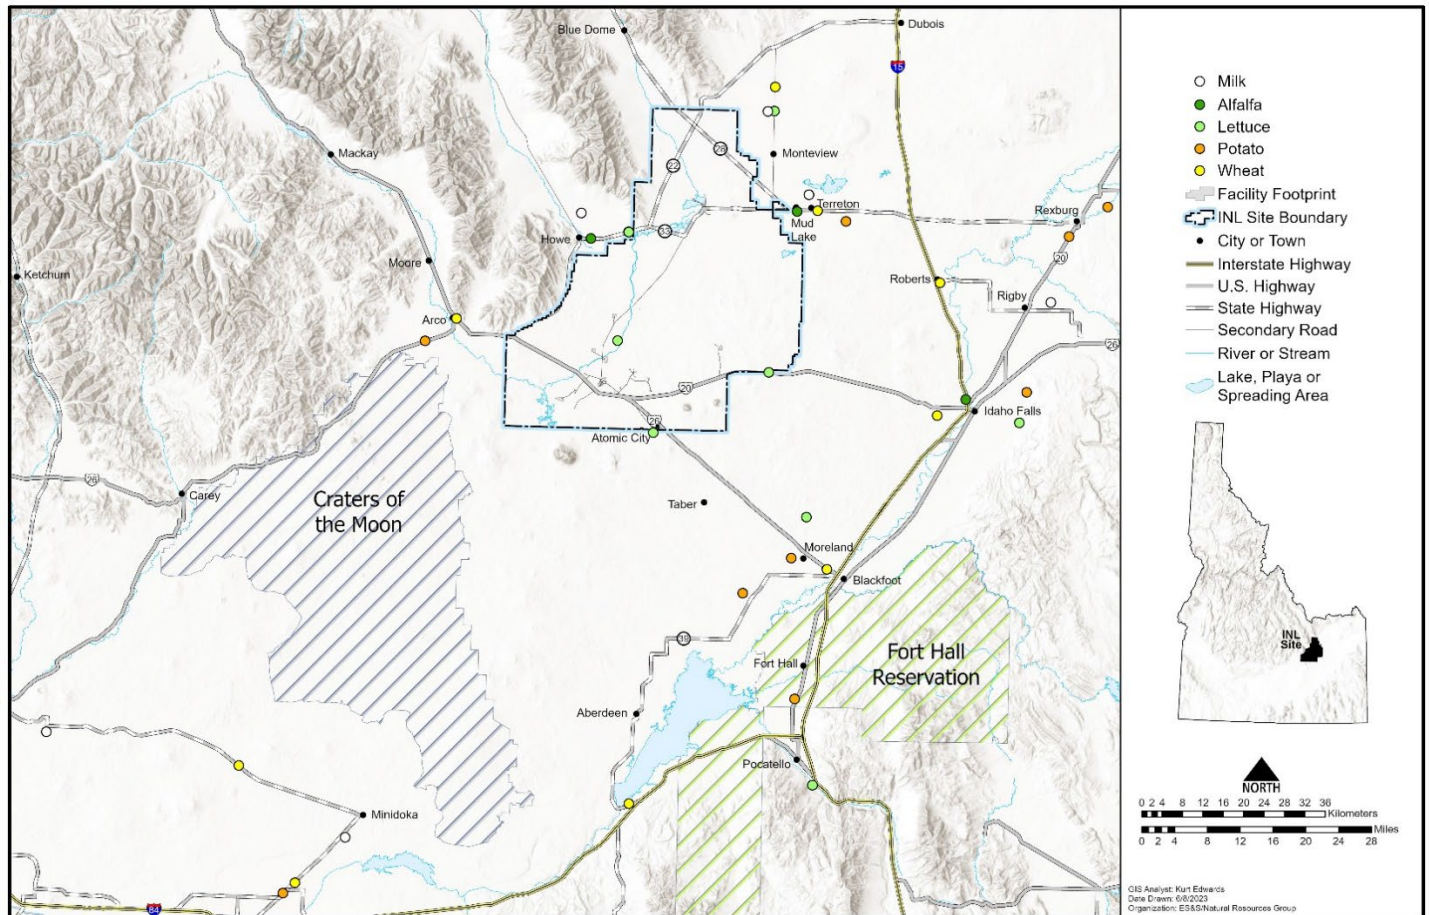 Blue Dome
Dubois
15
Mackay
28
Monteview
22
Terreton
Mud
Lake
Rexburg
Howe
33
20
Moore
Ketchum
Roberts
Rigby
Arco
26
20
Idaho Falls
26
Atomic City
26
Carey
Craters of
the Moon
Taber
Moreland
Blackfoot
39
Fort Hall
Fort Hall
Reservation
Aberdeen
Pocatello
Minidoka
84
Milk
Alfalfa
Lettuce
Potato
Wheat
Facility Footprint
INL Site Boundary
City or Town
Interstate Highway
U.S. Highway
State Highway
Secondary Road
River or Stream
Lake, Playa or
Spreading Area
INL
Site
NORTH
0 2 4 8 12 16 20 24 28 32 36
Kilometers
Miles
0 2 4 8 12 16 20 24 28
GIS Analyst: Kurt Edwards
Date Drawn: 6/8/2023
Organization: ES&S/Natural Resources Group